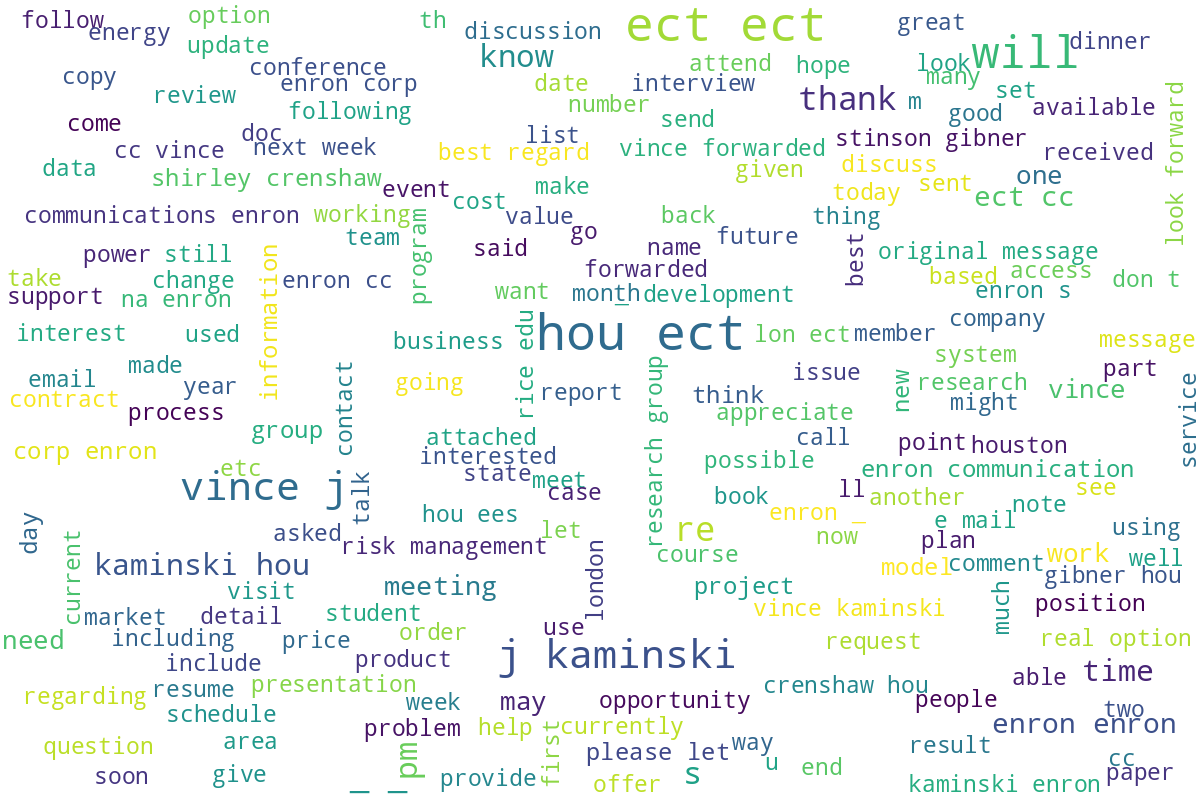 follow
energy
option
update
th
discussion
ect ect
great
will
dinner
copy
conference
enron corp
know
attend
hope
look
many
review
following
date
number
interview
thank
m
good
set
available
come
doc
next week
list
send
stinson gibner
received
look forward
cc vince
best regard
vince forwarded
discuss
data
shirley crenshaw
event
make
given
today
sent
one
ect cc
communications enron
working
cost
value
back
thing
team
program
said
go
name
future
best
original message
power
still
forwarded
based
access
take
change
information
enron cc
want
month
_
development
enron s
don t
support
na enron
interest
used
business
rice edu
hou ect
lon ect
member
company
message
made
system
part
email
year
contact
going
report
research group
think
issue
new
research
vince
service
contract
process
appreciate
might
group
attached
call
point
houston
corp enron
interested
possible
enron communication
etc
vince j
talk
state
meet
case
book
ll
another
see
day
hou ees
enron _
note
asked
let
re
now
e mail
using
current
risk management
london
course
plan
comment
work
well
kaminski hou
visit
meeting
project
model
gibner hou
market
detail
student
vince kaminski
much
position
need
including
price
order
use
request
real option
include
product
j kaminski
able
time
regarding
resume
presentation
week
may
opportunity
crenshaw hou
people
two
schedule
problem
help
currently
enron enron
question
area
first
please let
way
result
soon
give
_ _ pm
provide
offer
s
u
end
cc
paper
kaminski enron